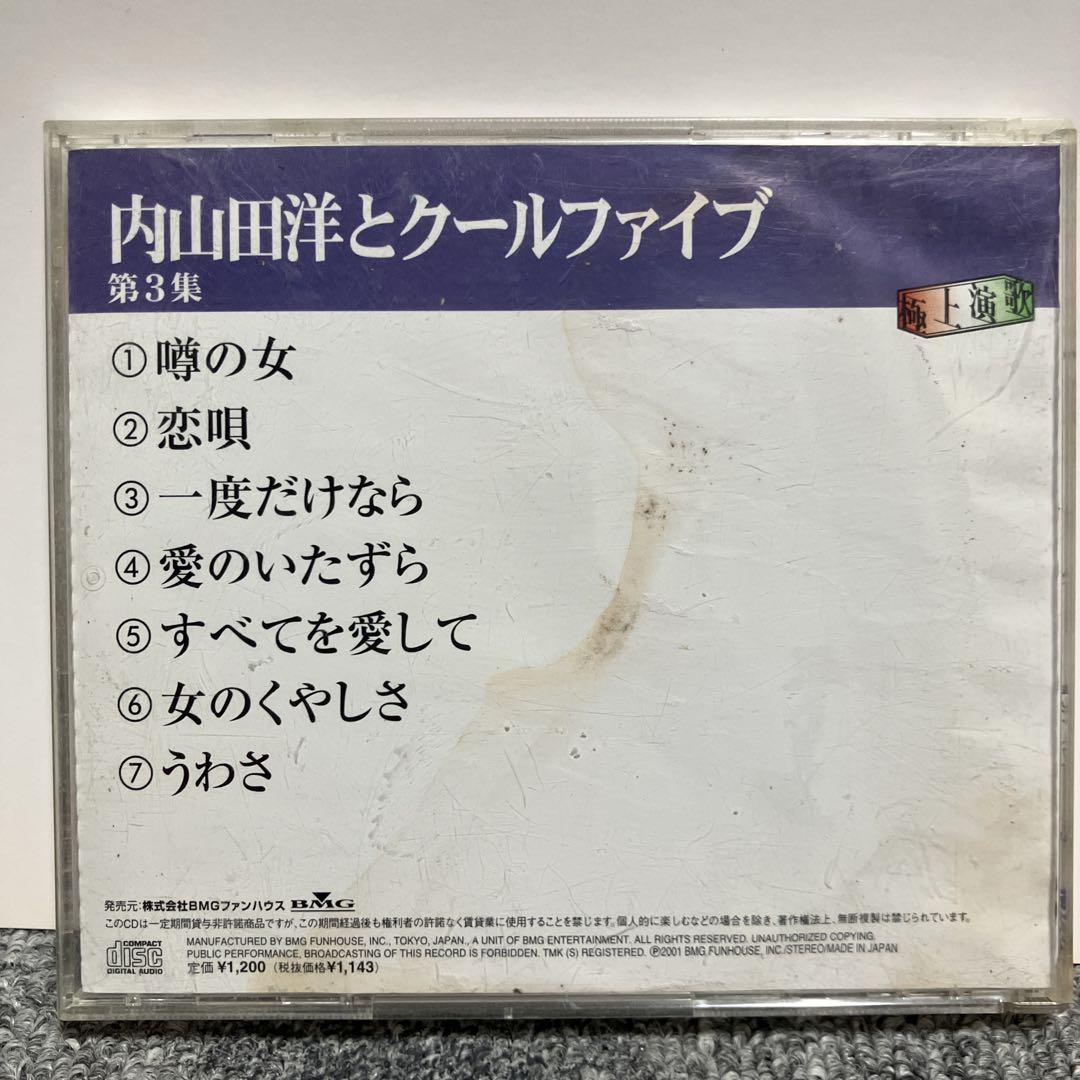 内山田洋とクールファイブ
第3集
極上演歌
①噂の女
②恋唄
③一度だけなら
④愛のいたずら
⑤すべてを愛して
⑥女のくやしさ
⑦うわさ
発売元:株式会社BMGファンハウス BMG
このCDは一定期間貸与非許諾商品ですが、この期間経過後も権利者の許諾なく賃貸業に使用することを禁じます。個人的に楽しむなどの場合を除き、著作権法上、無断複製は禁じられています。
COMPACT disc DIGITAL AUDIO
MANUFACTURED BY BMG FUNHOUSE, INC., TOKYO, JAPAN., A UNIT OF BMG ENTERTAINMENT. ALL RIGHTS RESERVED. UNAUTHORIZED COPYING.
PUBLIC PERFORMANCE, BROADCASTING OF THIS RECORD IS FORBIDDEN. TMK (S) REGISTERED. Ⓟ2001 BMG FUNHOUSE, INC./STEREO/MADE IN JAPAN
定価 ¥1,200 (税抜価格¥1,143)